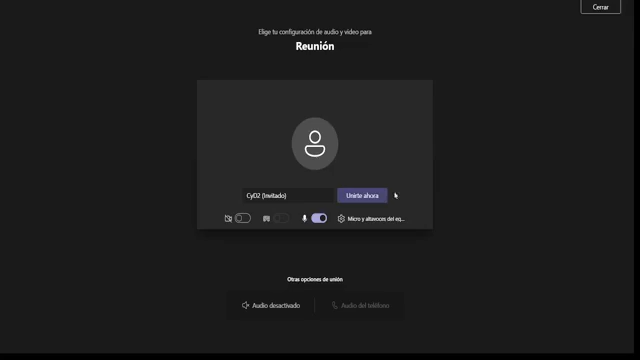 Cerrar
Elige tu configuración de audio y video para
Reunión
CyD2 (Invitado)
Unirte ahora
Micro y altavoces del eq...
Otras opciones de unión
Audio desactivado
Audio del teléfono